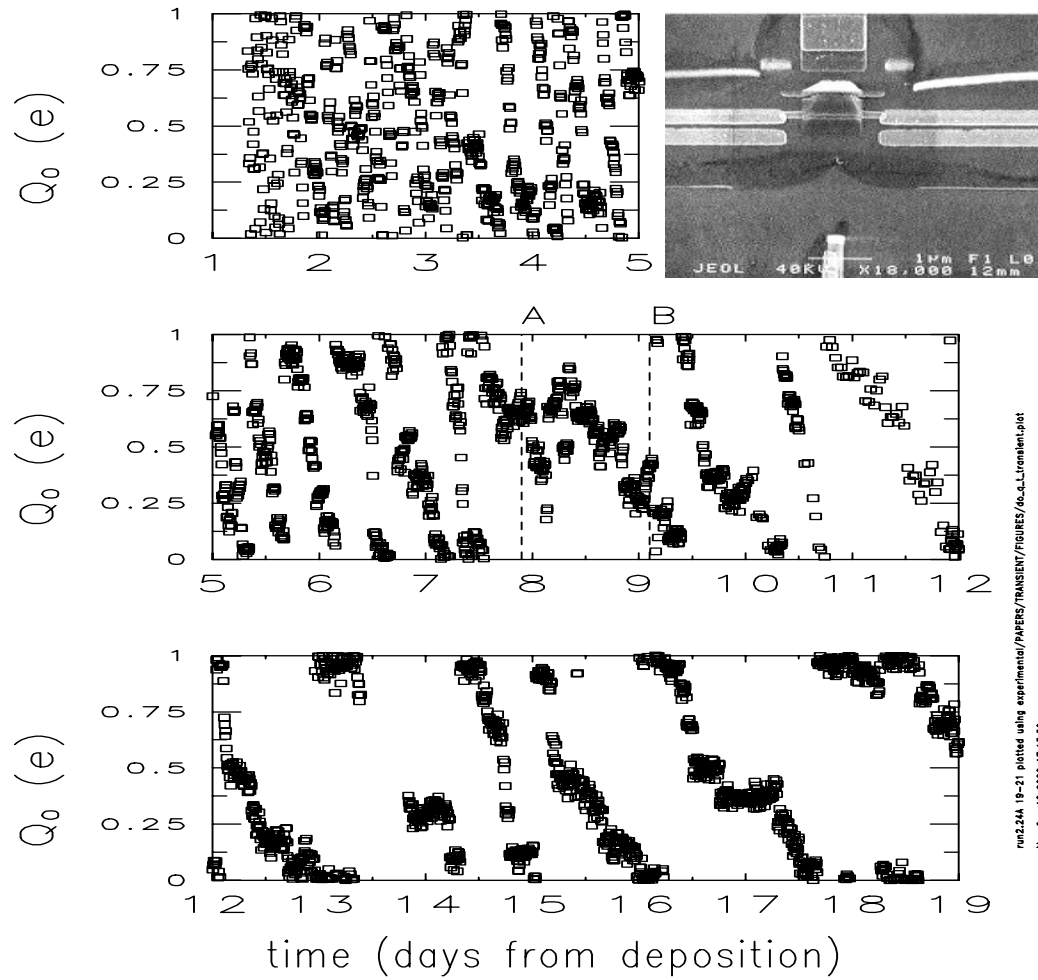 1
0.75
0.5
0.25
0
Q₀ (e)
1 2 3 4 5
1μm F1 L0
JEOL 40KV X18,000 12mm
A B
1
0.75
0.5
0.25
0
Q₀ (e)
5 6 7 8 9 10 11 12
1
0.75
0.5
0.25
0
Q₀ (e)
12 13 14 15 16 17 18 19
time (days from deposition)
run2.24A 19-21 plotted using experimental/PAPERS/TRANSIENT/FIGURES/do_q_t_transient.plot